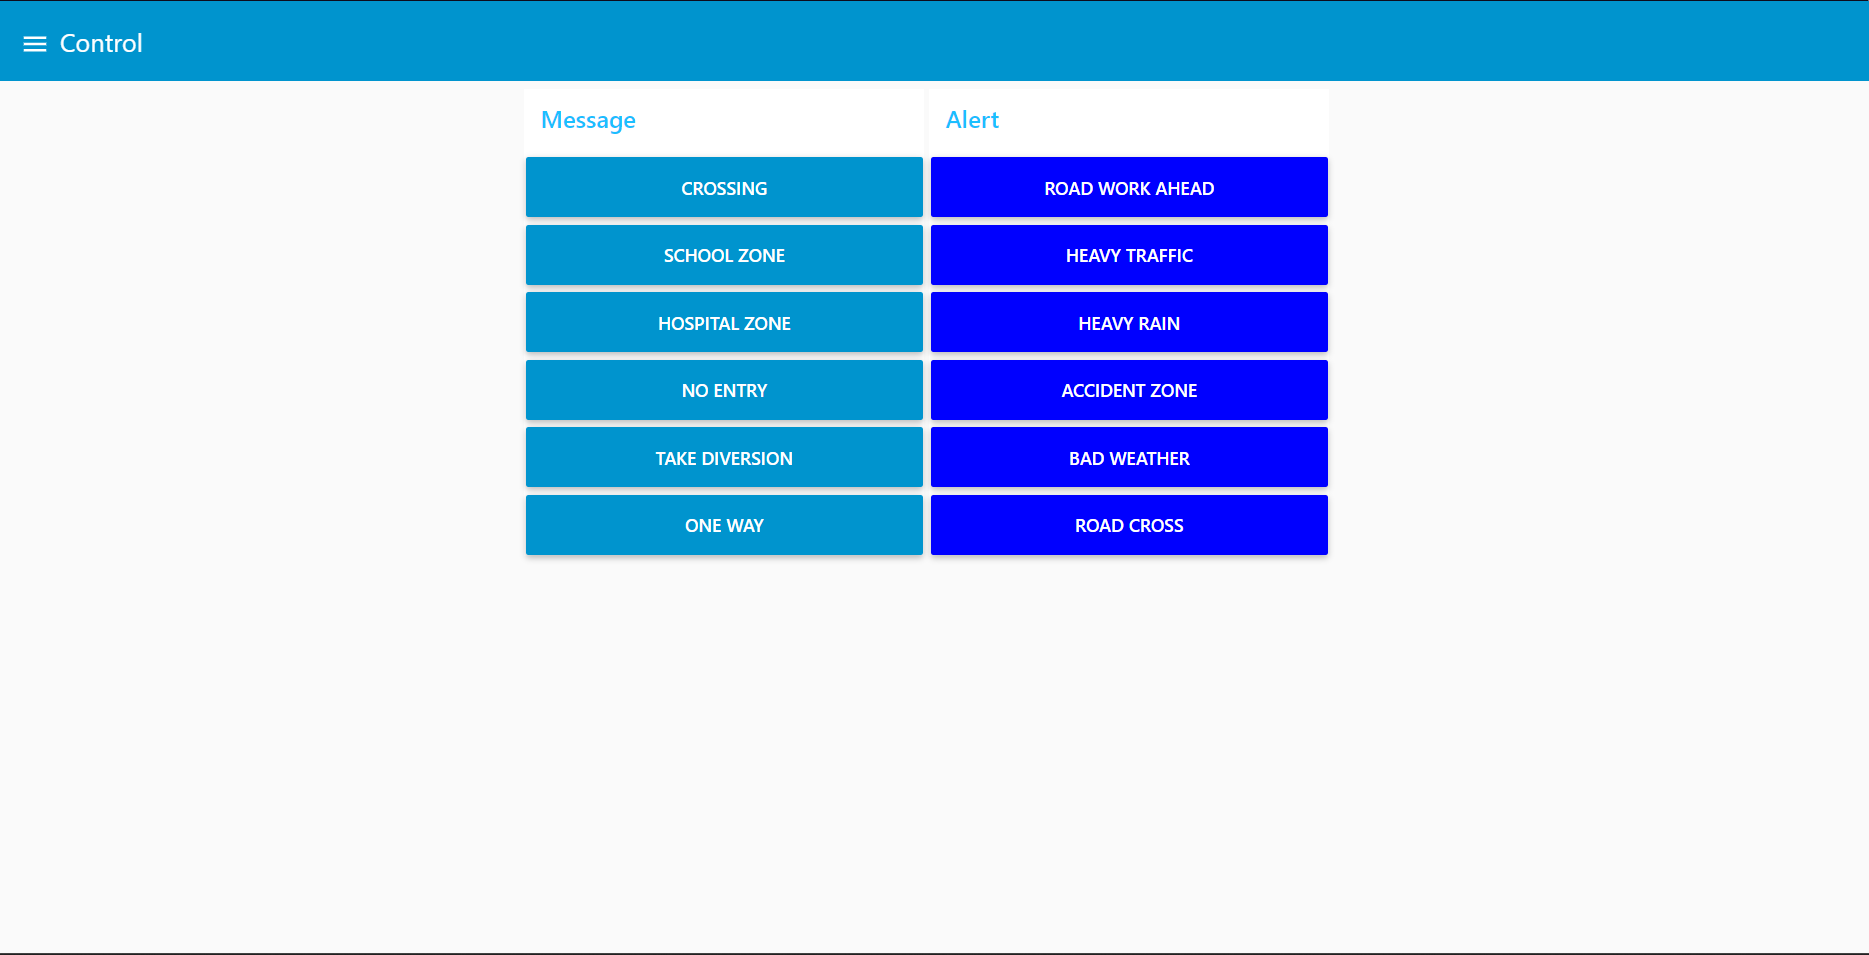 Control
Message
CROSSING
SCHOOL ZONE
HOSPITAL ZONE
NO ENTRY
TAKE DIVERSION
ONE WAY
Alert
ROAD WORK AHEAD
HEAVY TRAFFIC
HEAVY RAIN
ACCIDENT ZONE
BAD WEATHER
ROAD CROSS